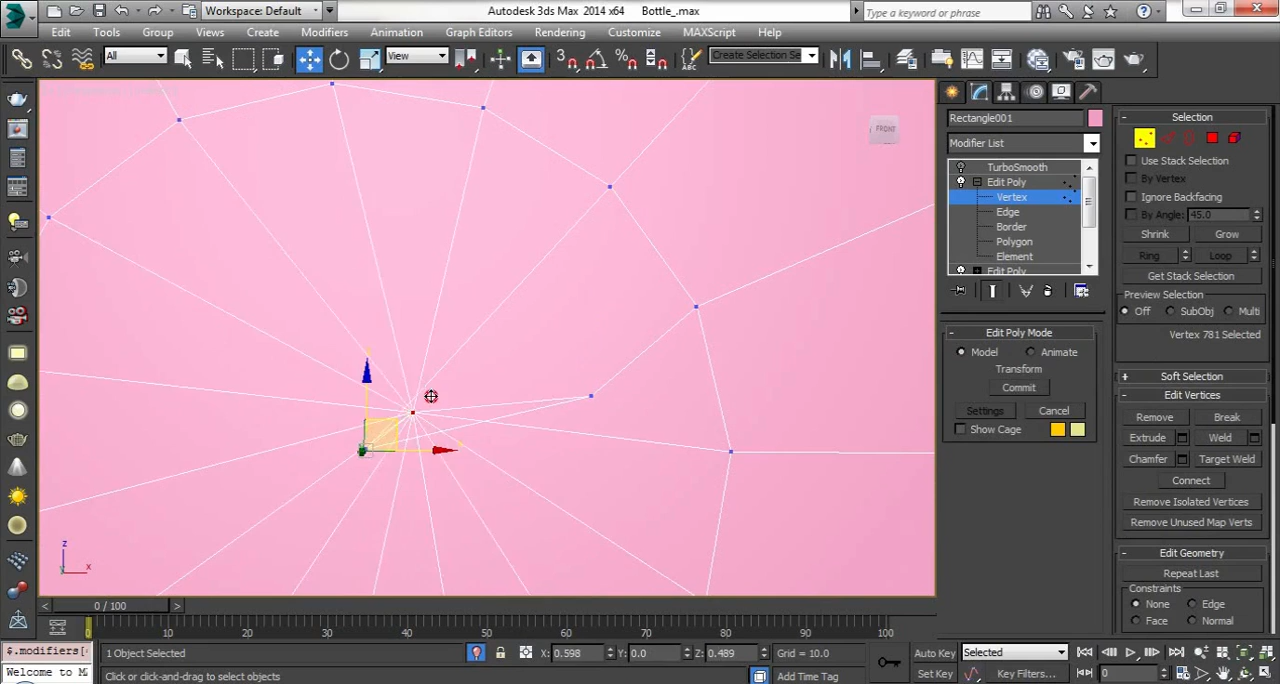 Workspace: Default
Autodesk 3ds Max 2014 x64 Bottle_.max
Type a keyword or phrase
Edit Tools Group Views Create Modifiers Animation Graph Editors Rendering Customize MAXScript Help
All
View
3
Create Selection Se
FRONT
Rectangle001
Modifier List
TurboSmooth
Edit Poly
Vertex
Edge
Border
Polygon
Element
Edit Poly
Edit Poly Mode
Model Animate
Transform
Commit
Settings Cancel
Show Cage
Selection
Use Stack Selection
By Vertex
Ignore Backfacing
By Angle: 45.0
Shrink Grow
Ring Loop
Get Stack Selection
Preview Selection
Off SubObj Multi
Vertex 781 Selected
Soft Selection
Edit Vertices
Remove Break
Extrude Weld
Chamfer Target Weld
Connect
Remove Isolated Vertices
Remove Unused Map Verts
Edit Geometry
Repeat Last
Constraints
None Edge
Face Normal
z
x
0 / 100
0 10 20 30 40 50 60 70 80 90 100
$.modifiers[
Welcome to M
1 Object Selected
Click or click-and-drag to select objects
X: 0.598 Y: 0.0 Z: 0.489 Grid = 10.0
Add Time Tag
Auto Key Selected
Set Key Key Filters...
0